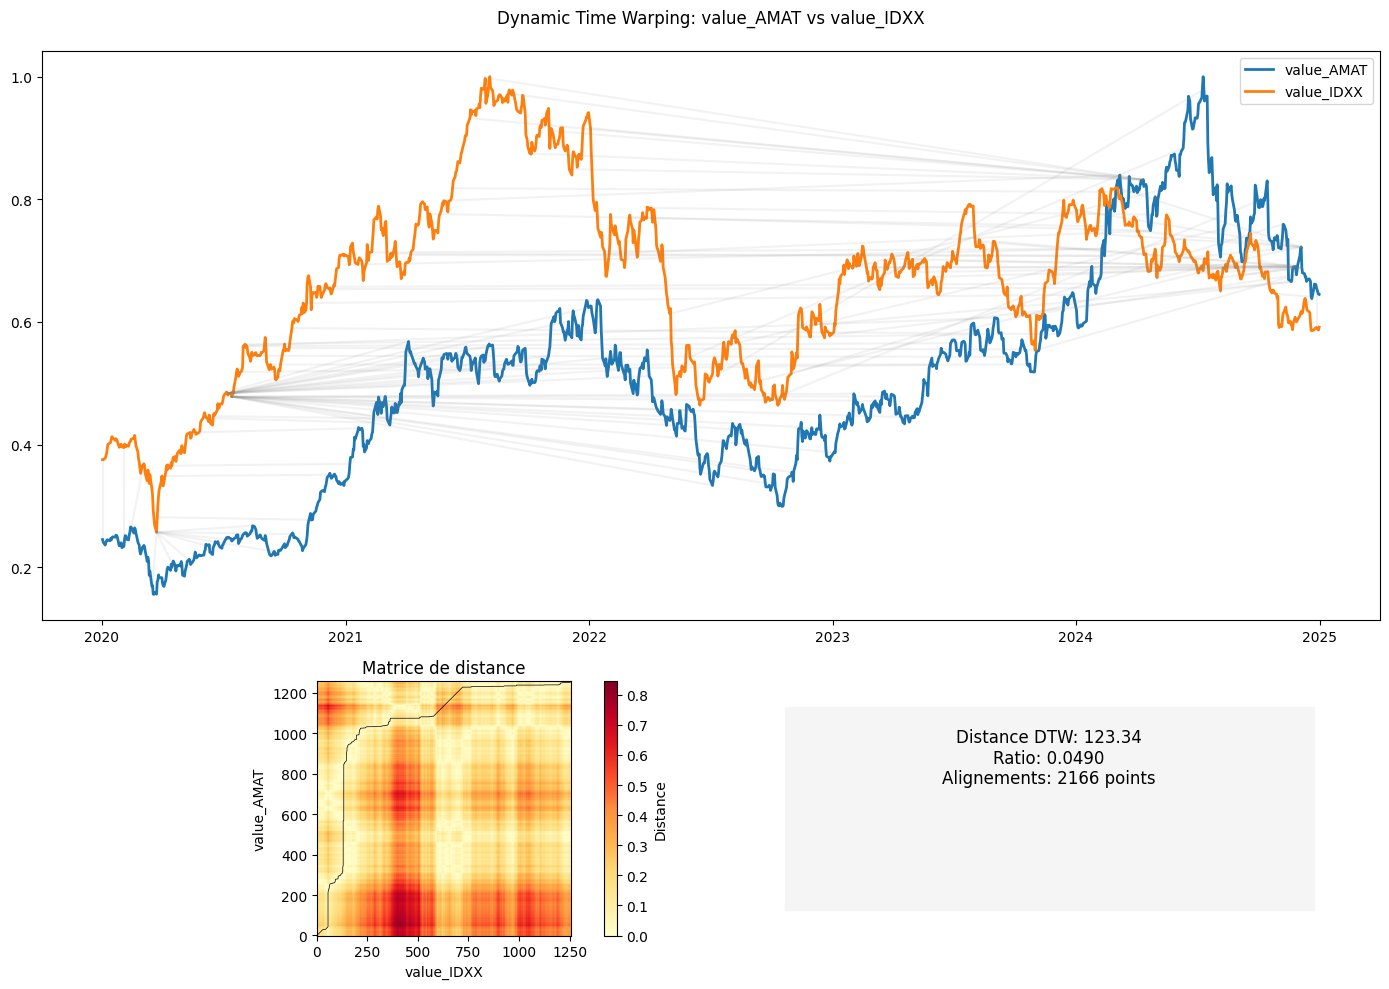 Dynamic Time Warping: value_AMAT vs value_IDXX
value_AMAT
value_IDXX
1.0
0.8
0.6
0.4
0.2
2020 2021 2022 2023 2024 2025
Matrice de distance
value_AMAT
1200
1000
800
600
400
200
0
0 250 500 750 1000 1250
value_IDXX
0.8
0.7
0.6
0.5
0.4
0.3
0.2
0.1
0.0
Distance
Distance DTW: 123.34
Ratio: 0.0490
Alignements: 2166 points